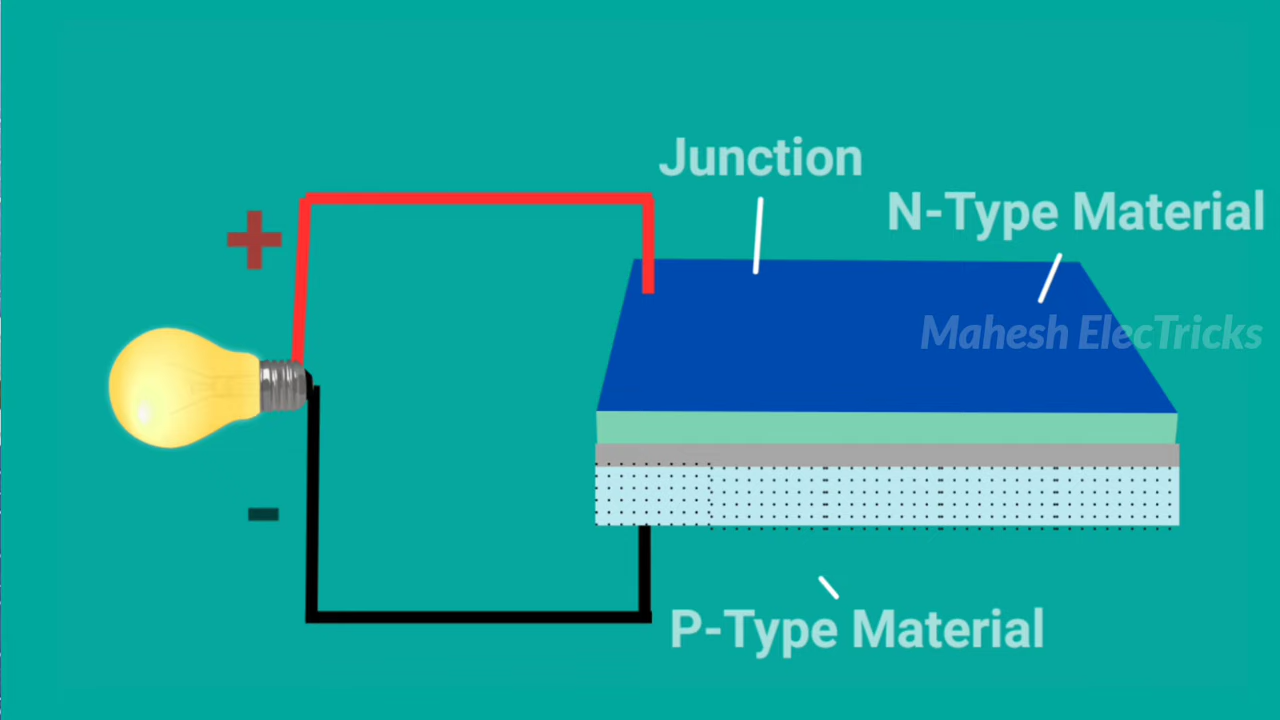 Junction
N-Type Material
Mahesh ElecTricks
+
-
P-Type Material